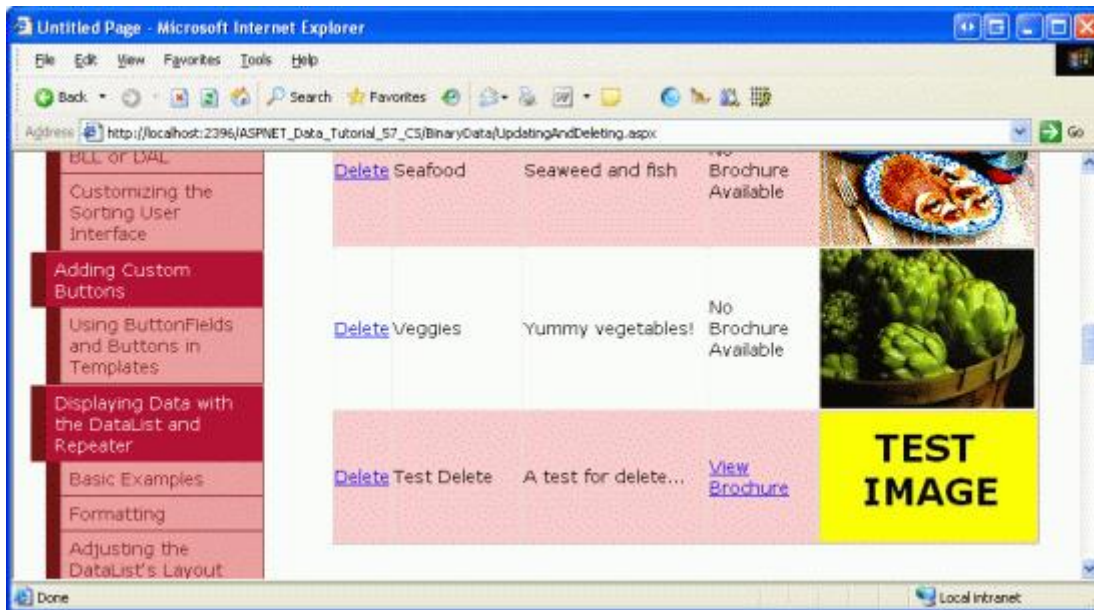 Untitled Page - Microsoft Internet Explorer
File Edit View Favorites Tools Help
Back Search Favorites
Address http://localhost:2396/ASPNET_Data_Tutorial_57_CS/BinaryData/UpdatingAndDeleting.aspx Go
BLL or DAL
Customizing the
Sorting User
Interface
Adding Custom
Buttons
Using ButtonFields
and Buttons in
Templates
Displaying Data with
the DataList and
Repeater
Basic Examples
Formatting
Adjusting the
DataList's Layout
Delete Seafood Seaweed and fish
No
Brochure
Available
Delete Veggies Yummy vegetables!
No
Brochure
Available
Delete Test Delete A test for delete...
View
Brochure
TEST
IMAGE
Done Local intranet